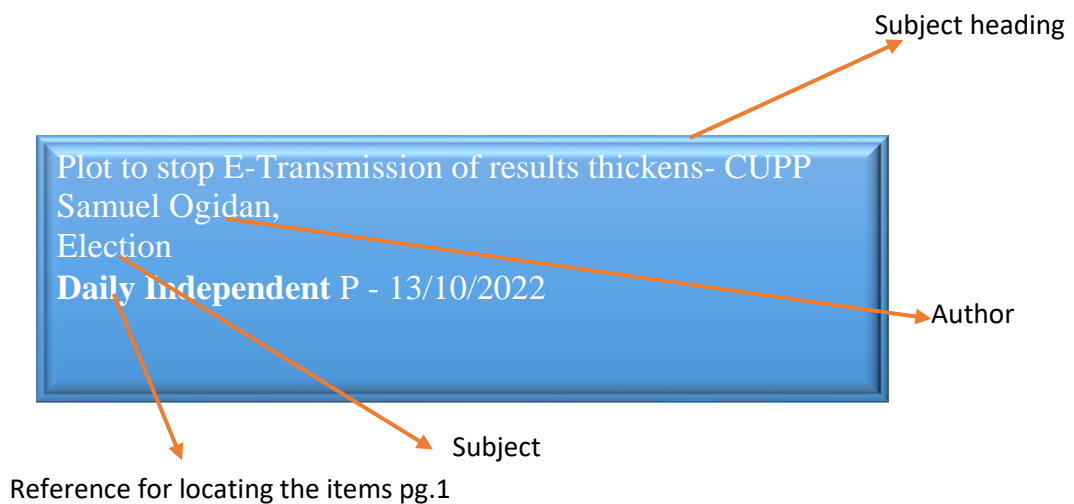 Subject heading
Plot to stop E-Transmission of results thickens- CUPP
Samuel Ogidan,
Election
Daily Independent P - 13/10/2022
Author
Subject
Reference for locating the items pg.1